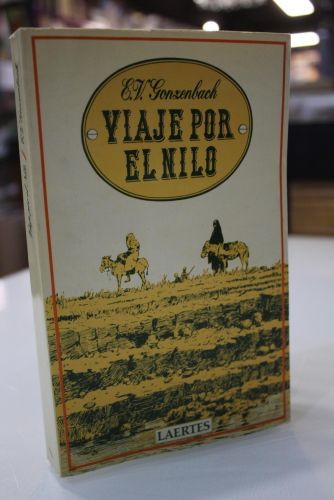 E.V. Gonzenbach
VIAJE POR
EL NILO
LAERTES